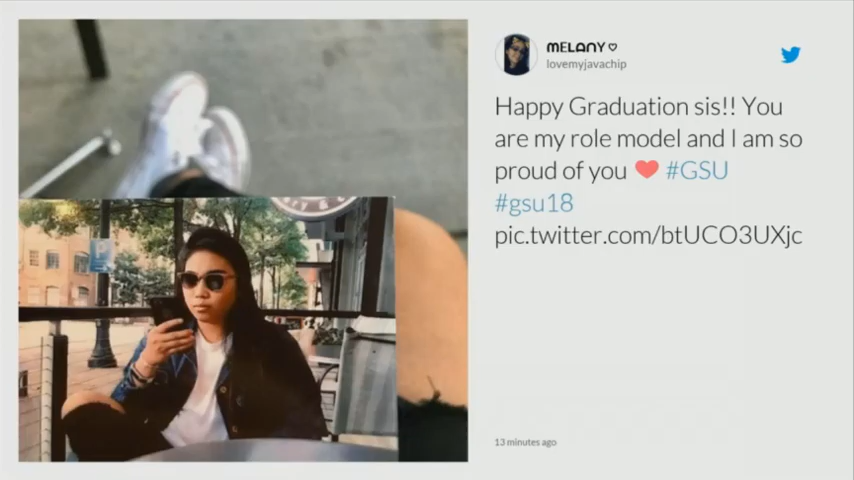 MELANY ♡
lovemyjavachip
Happy Graduation sis!! You
are my role model and I am so
proud of you ❤ #GSU
#gsu18
pic.twitter.com/btUCO3UXjc
13 minutes ago
P